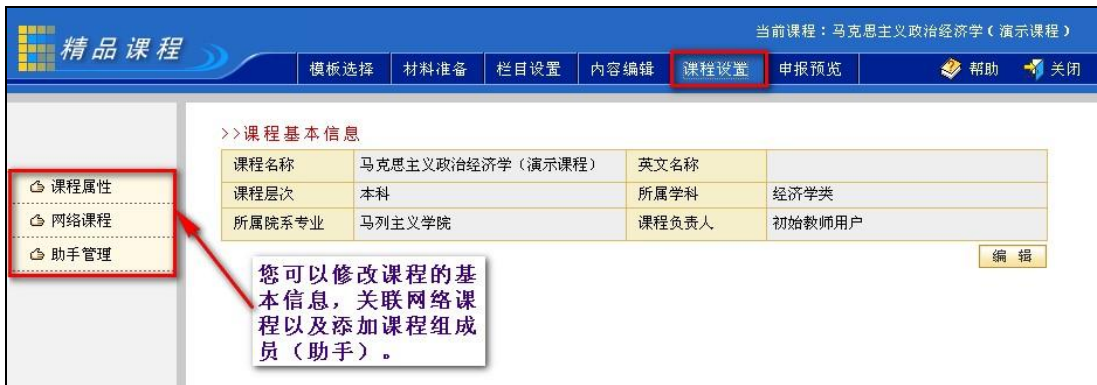 当前课程：马克思主义政治经济学（演示课程）
精品课程
模板选择 材料准备 栏目设置 内容编辑 课程设置 申报预览 帮助 关闭
>>课程基本信息
课程名称 马克思主义政治经济学（演示课程） 英文名称
课程层次 本科 所属学科 经济学类
所属院系专业 马列主义学院 课程负责人 初始教师用户
编 辑
课程属性
网络课程
助手管理
您可以修改课程的基
本信息，关联网络课
程以及添加课程组成
员（助手）。